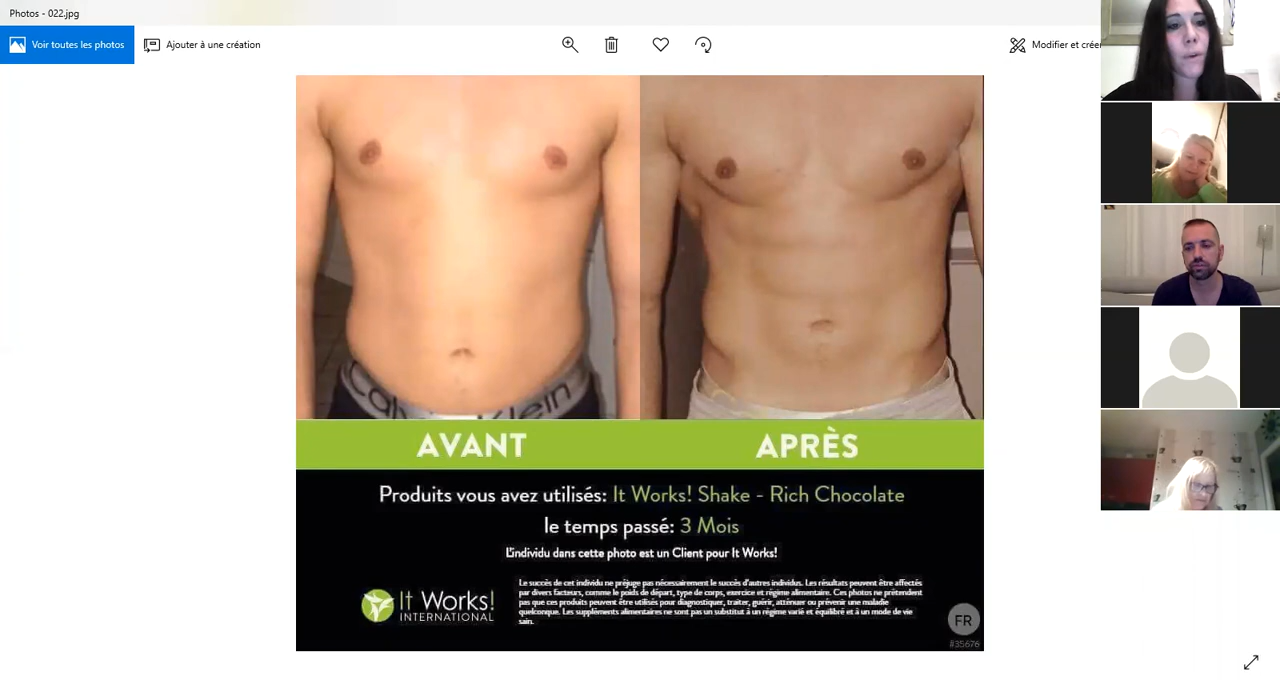 Photos - 022.jpg
Voir toutes les photos
Ajouter à une création
Modifier et créer
Calvin Klein
AVANT
APRÈS
Produits vous avez utilisés: It Works! Shake - Rich Chocolate
le temps passé: 3 Mois
L'individu dans cette photo est un Client pour It Works!
It Works!
INTERNATIONAL
Le succès de cet individu ne préjuge pas nécessairement le succès d'autres individus. Les résultats peuvent être affectés
par divers facteurs, comme le poids de départ, type de corps, exercice et régime alimentaire. Ces photos ne prétendent
pas que ces produits peuvent être utilisés pour diagnostiquer, traiter, guérir, atténuer ou prévenir une maladie
quelconque. Les suppléments alimentaires ne sont pas un substitut à un régime varié et équilibré et à un mode de vie
sain.
FR
#35676